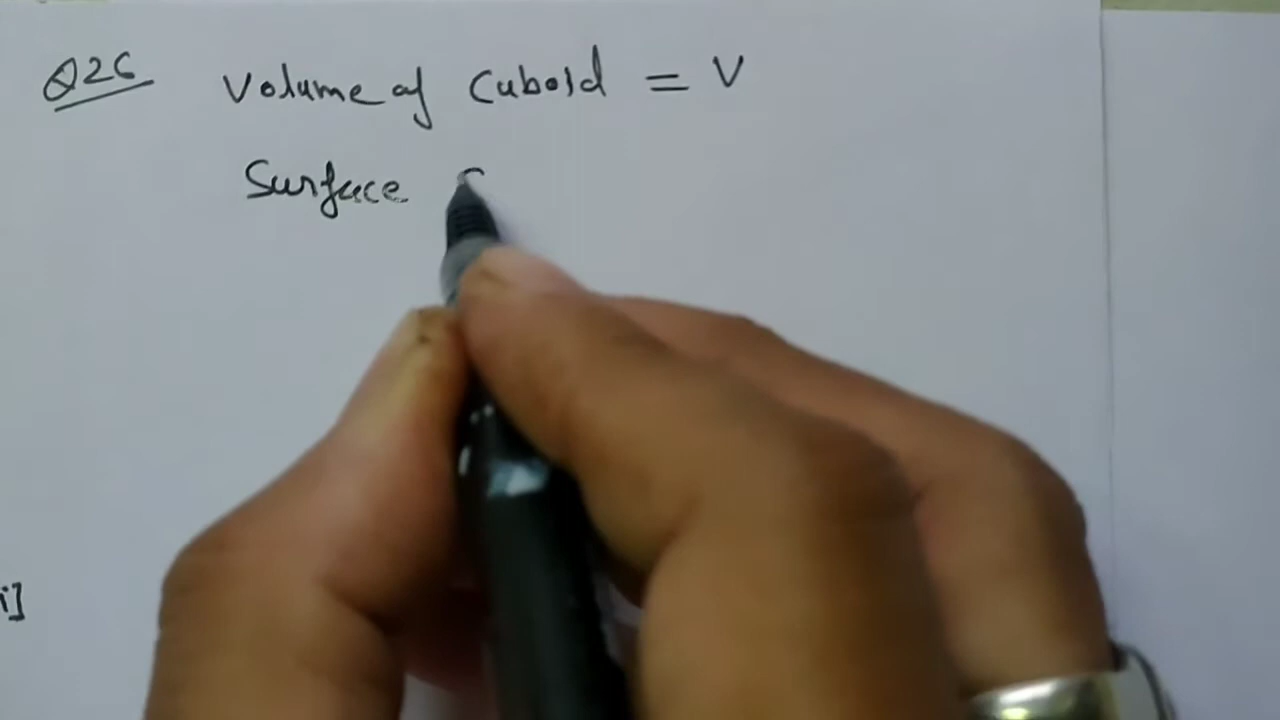 Q26 Volume of Cuboid = V
Surface
i]